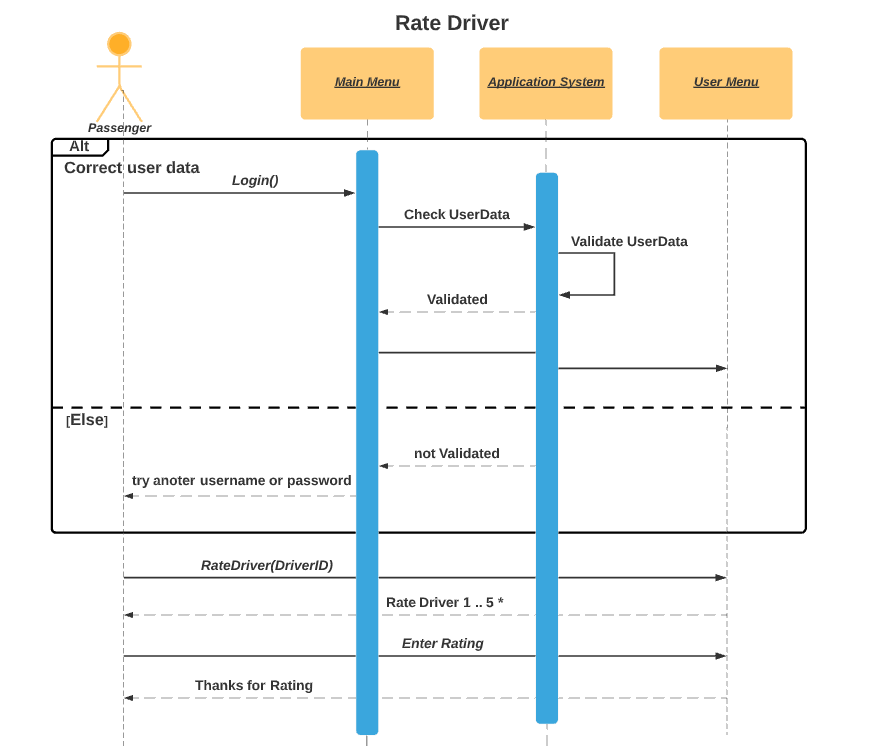 Rate Driver
Main Menu
Application System
User Menu
Passenger
Alt
Correct user data
Login()
Check UserData
Validate UserData
Validated
[Else]
not Validated
try anoter username or password
RateDriver(DriverID)
Rate Driver 1 .. 5 *
Enter Rating
Thanks for Rating